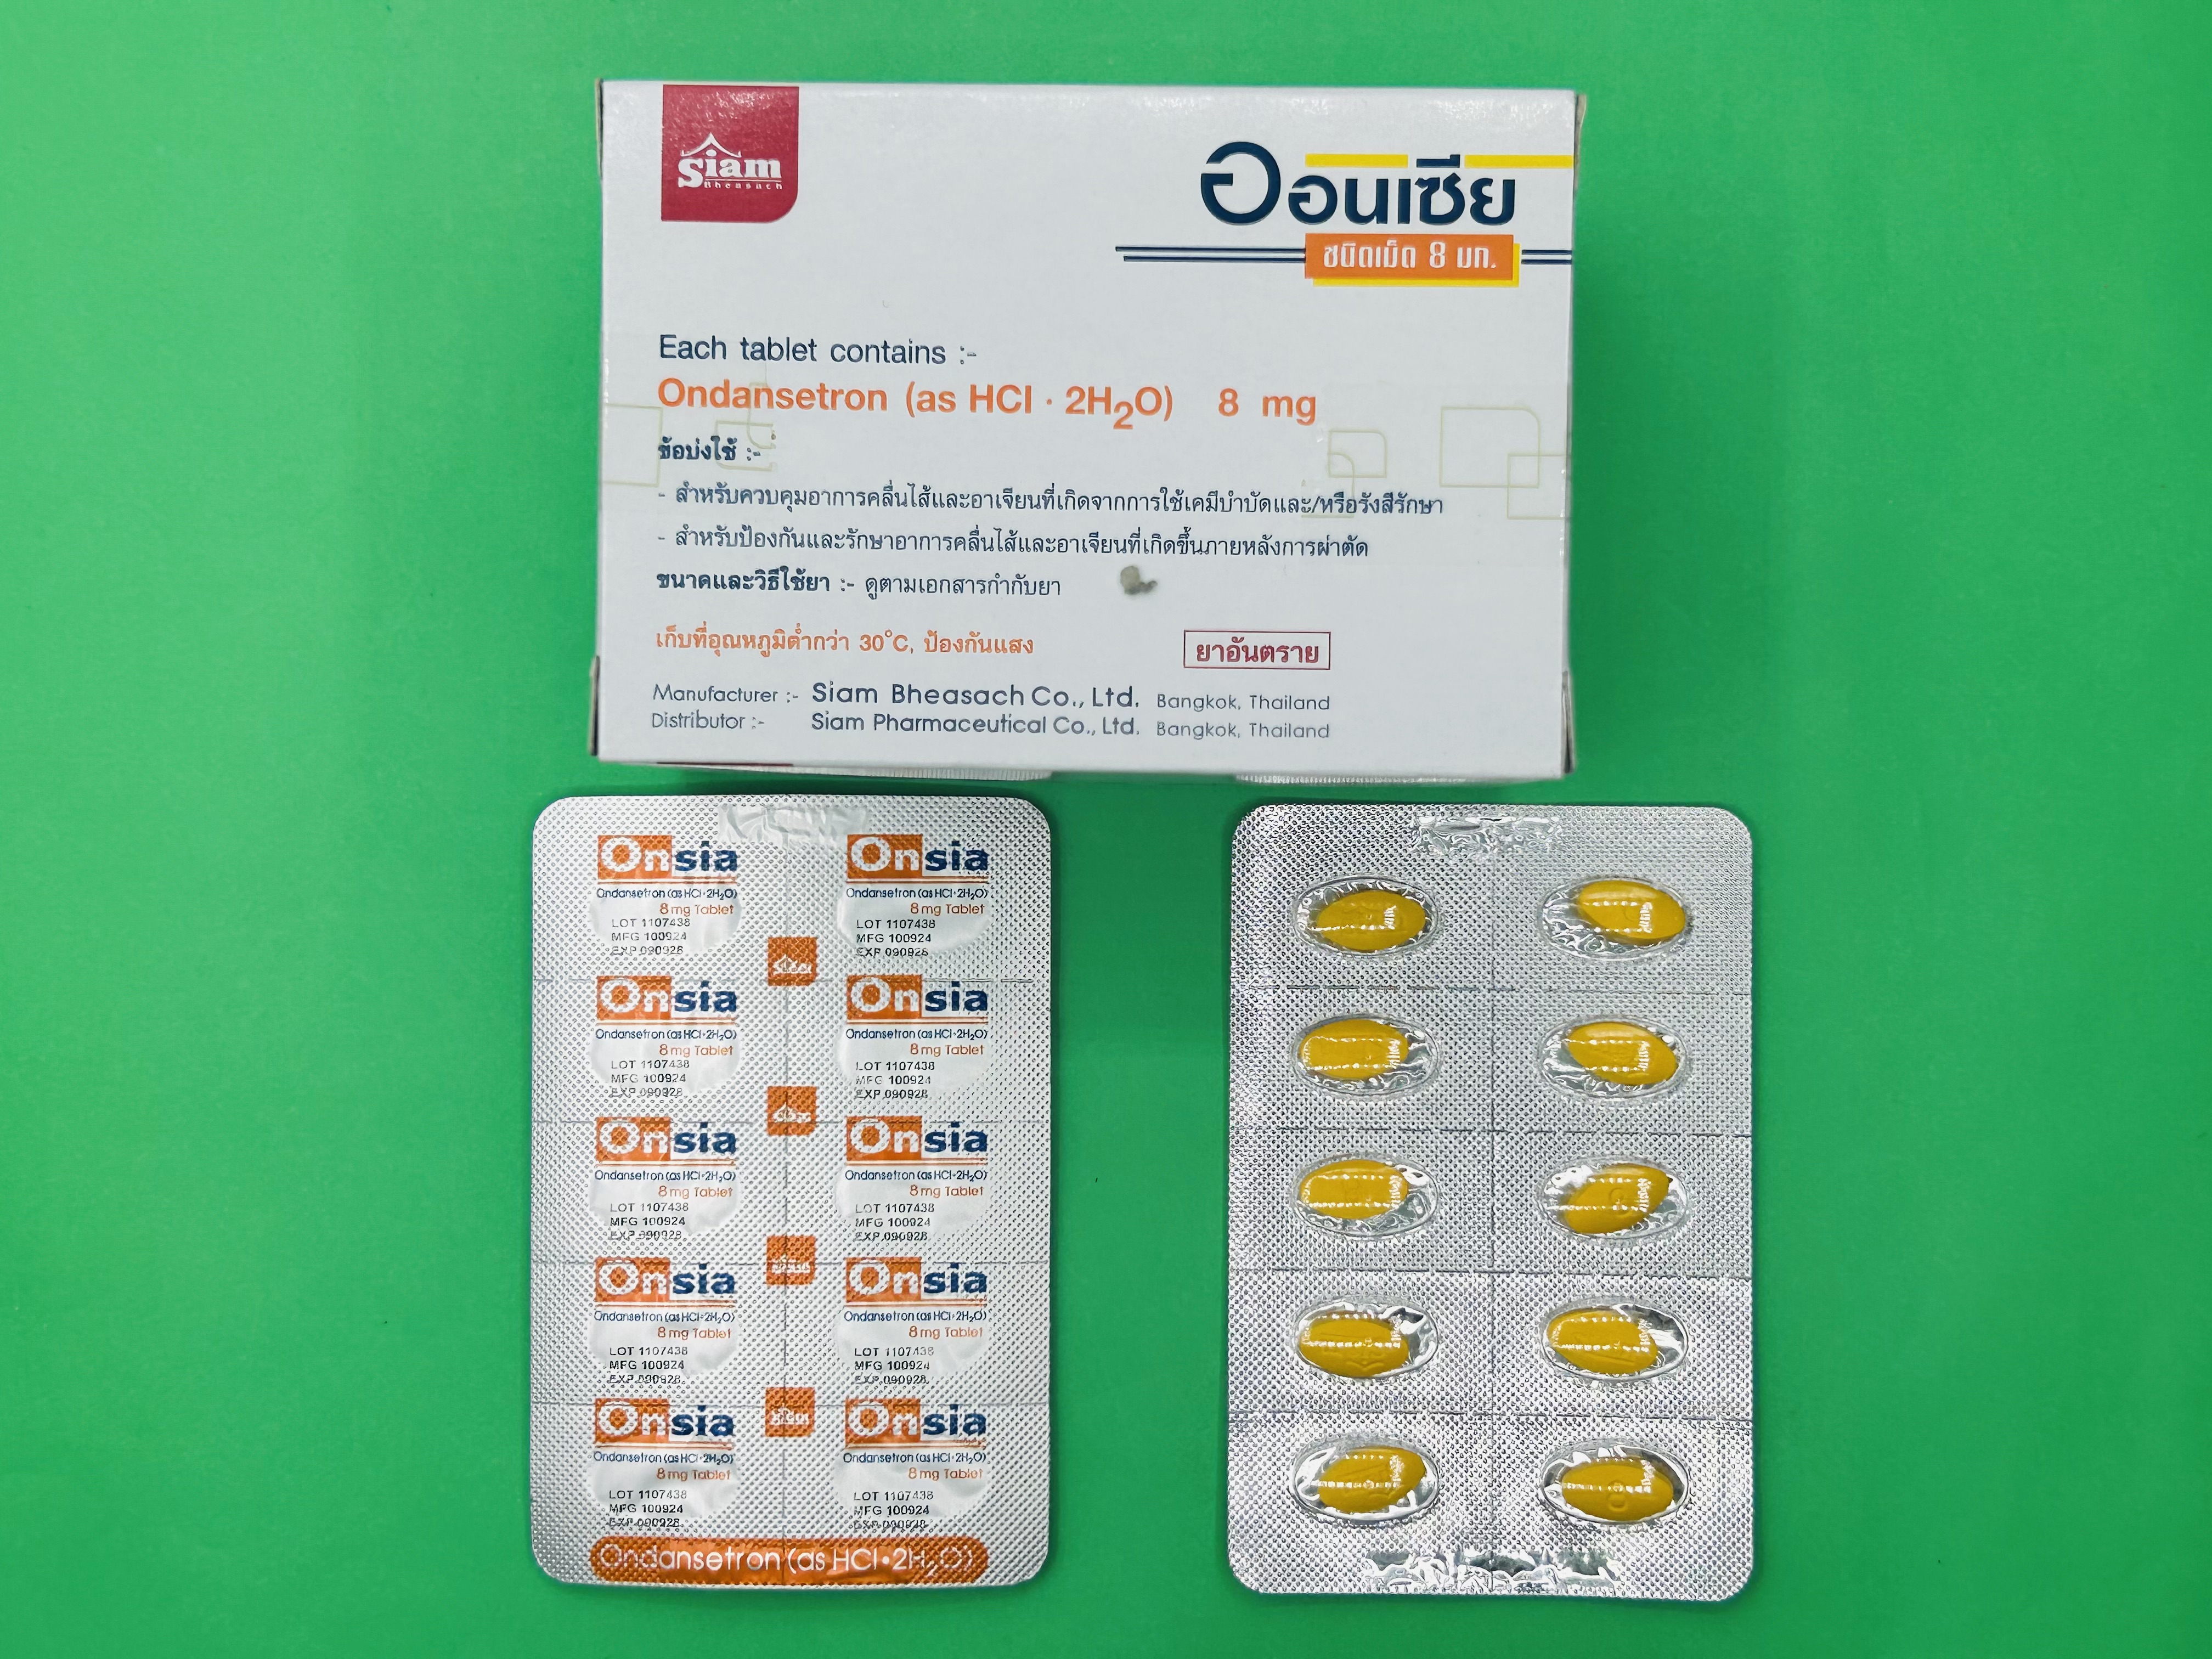 Siam
Bheasach
ออนเซีย
ชนิดเม็ด 8 มก.
Each tablet contains :-
Ondansetron (as HCl · 2H₂O) 8 mg
ข้อบ่งใช้ :-
- สำหรับควบคุมอาการคลื่นไส้และอาเจียนที่เกิดจากการใช้เคมีบำบัดและ/หรือรังสีรักษา
- สำหรับป้องกันและรักษาอาการคลื่นไส้และอาเจียนที่เกิดขึ้นภายหลังการผ่าตัด
ขนาดและวิธีใช้ยา :- ดูตามเอกสารกำกับยา
เก็บที่อุณหภูมิต่ำกว่า 30°C, ป้องกันแสง
ยาอันตราย
Manufacturer :- Siam Bheasach Co., Ltd. Bangkok, Thailand
Distributor :- Siam Pharmaceutical Co., Ltd. Bangkok, Thailand
Onsia Onsia
Ondansetron (as HCl·2H₂O) Ondansetron (as HCl·2H₂O)
8 mg Tablet 8 mg Tablet
LOT 1107438 LOT 1107438
MFG 100924 MFG 100924
EXP 090928 EXP 090928
Siam
Onsia Onsia
Ondansetron (as HCl·2H₂O) Ondansetron (as HCl·2H₂O)
8 mg Tablet 8 mg Tablet
LOT 1107438 LOT 1107438
MFG 100924 MFG 100924
EXP 090928 EXP 090928
Siam
Onsia Onsia
Ondansetron (as HCl·2H₂O) Ondansetron (as HCl·2H₂O)
8 mg Tablet 8 mg Tablet
LOT 1107438 LOT 1107438
MFG 100924 MFG 100924
EXP 090928 EXP 090928
Siam
Onsia Onsia
Ondansetron (as HCl·2H₂O) Ondansetron (as HCl·2H₂O)
8 mg Tablet 8 mg Tablet
LOT 1107438 LOT 1107438
MFG 100924 MFG 100924
EXP 090928 EXP 090928
Siam
Onsia Onsia
Ondansetron (as HCl·2H₂O) Ondansetron (as HCl·2H₂O)
8 mg Tablet 8 mg Tablet
LOT 1107438 LOT 1107438
MFG 100924 MFG 100924
EXP 090928 EXP 090928
Ondansetron (as HCl•2H₂O)